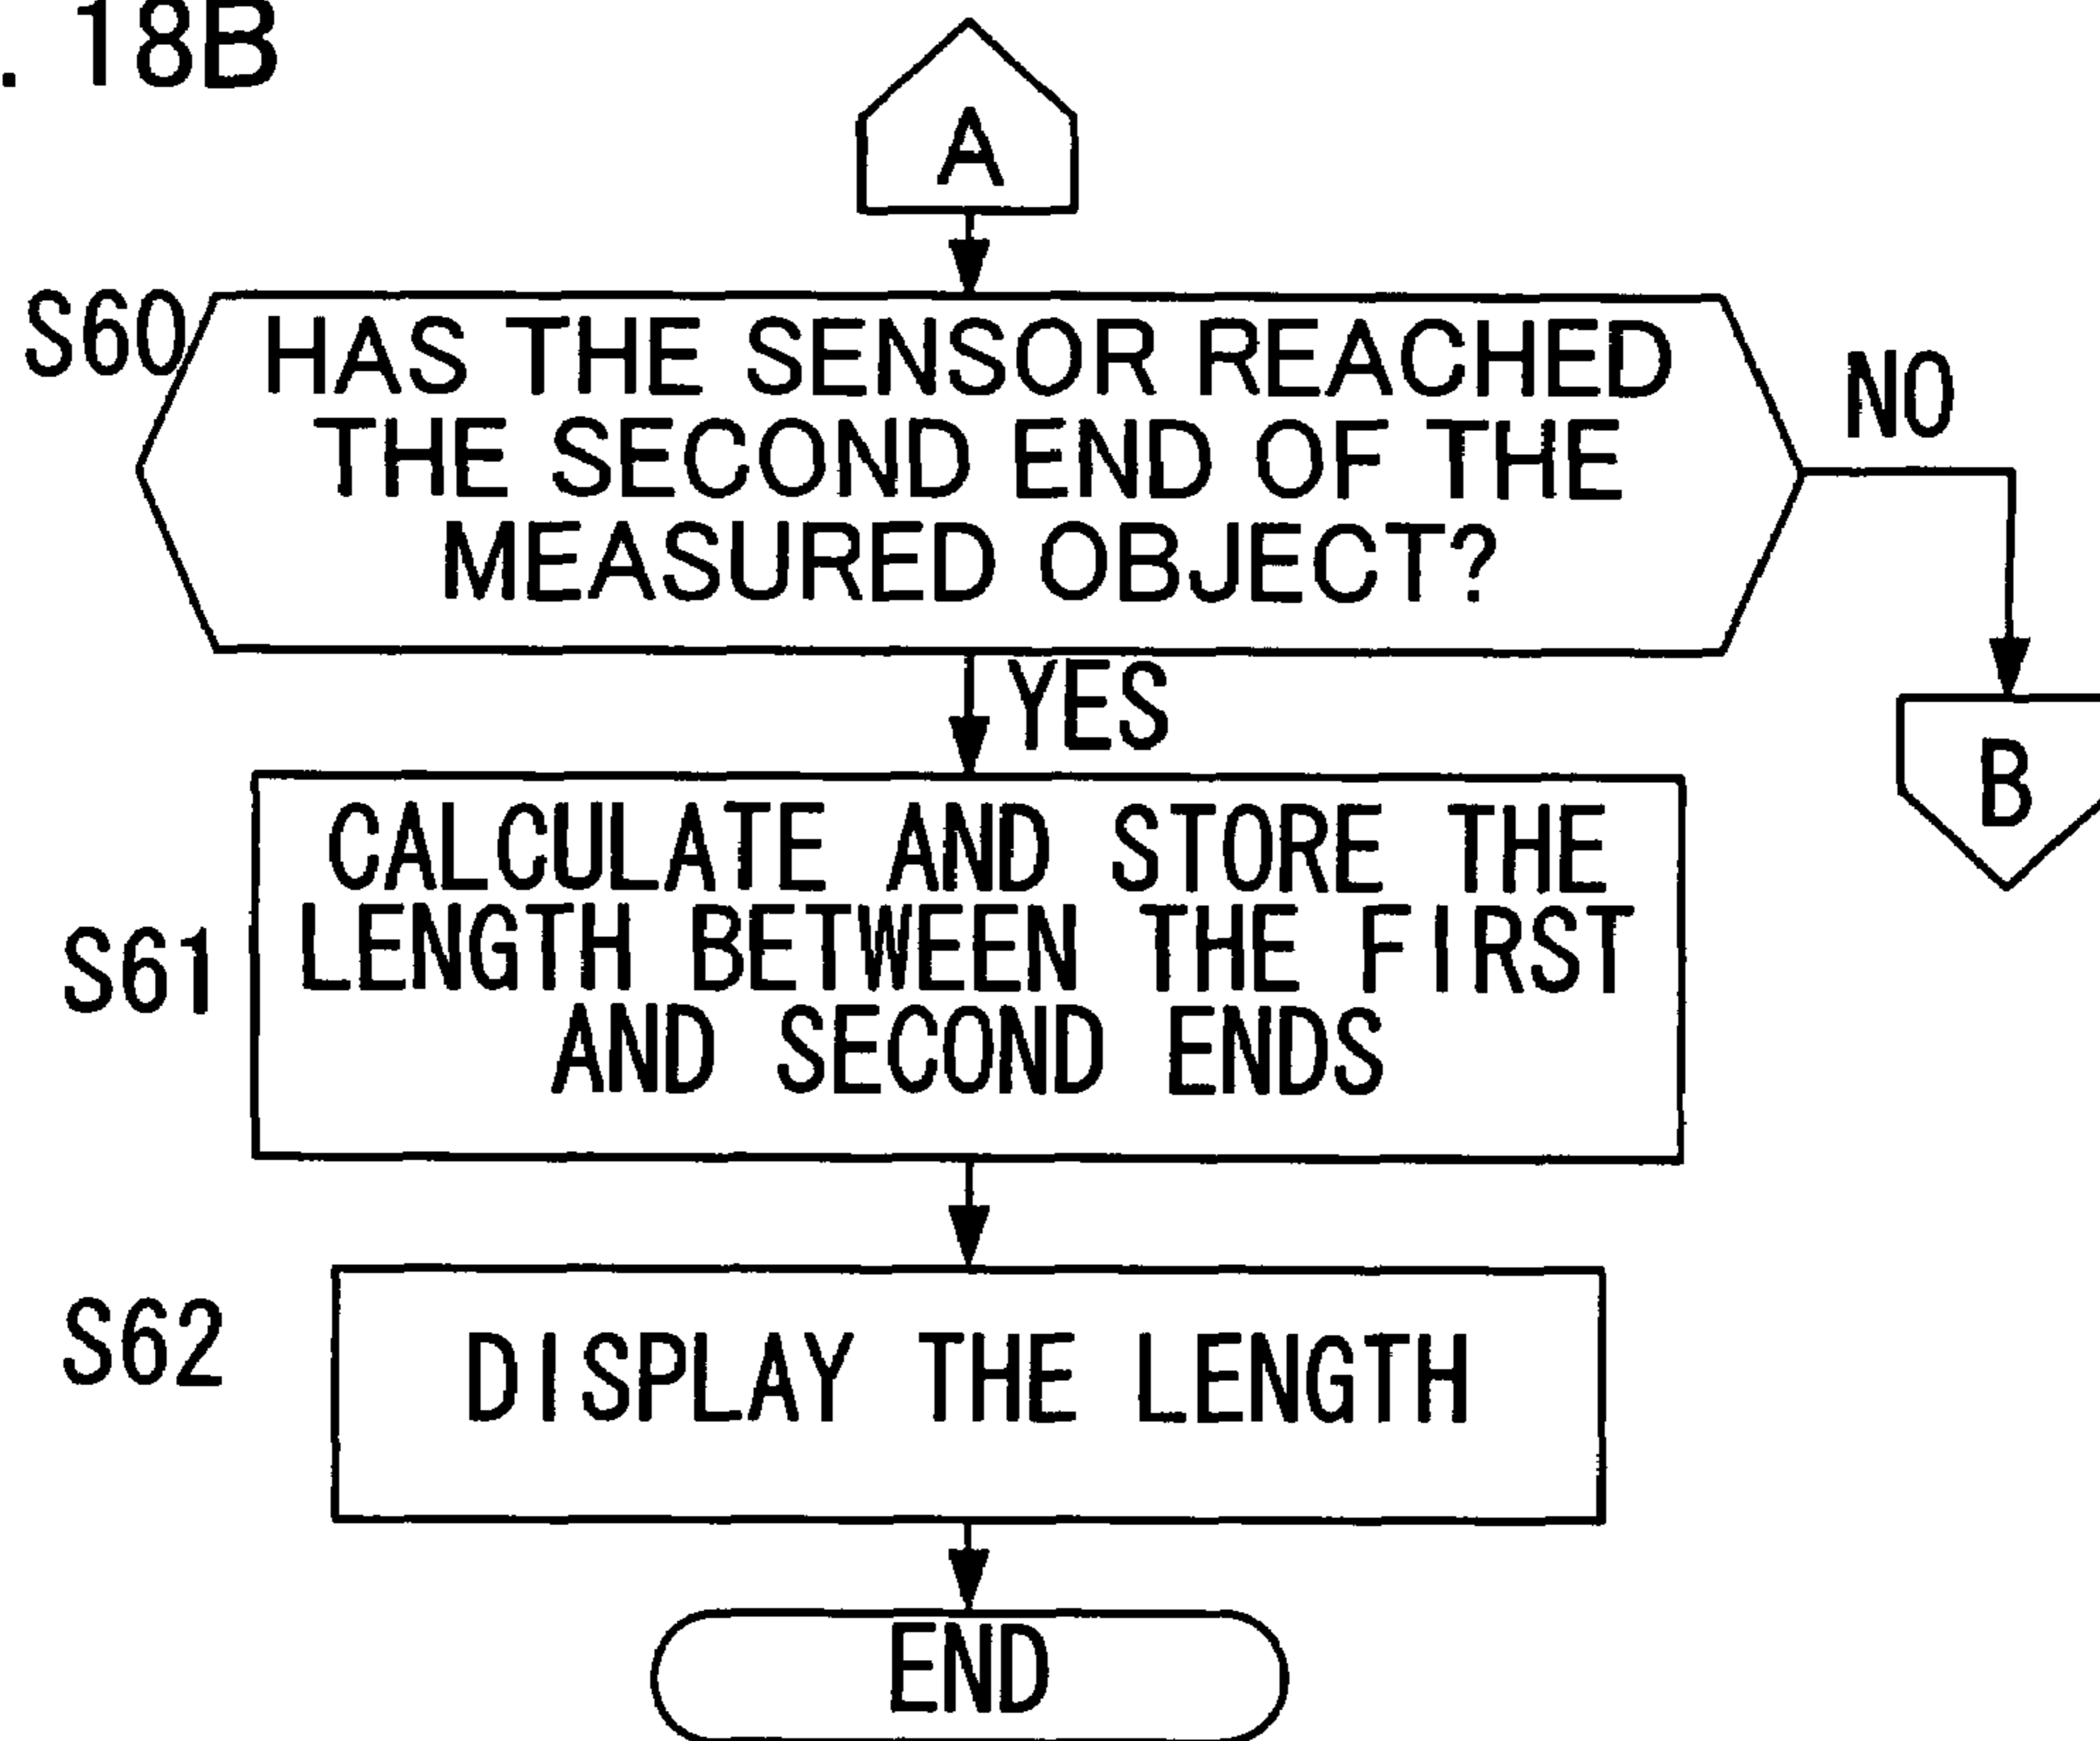 . 18B
A
S60
HAS THE SENSOR REACHED
THE SECOND END OF THE
MEASURED OBJECT?
NO
YES
B
CALCULATE AND STORE THE
LENGTH BETWEEN THE FIRST
AND SECOND ENDS
S61
S62
DISPLAY THE LENGTH
END